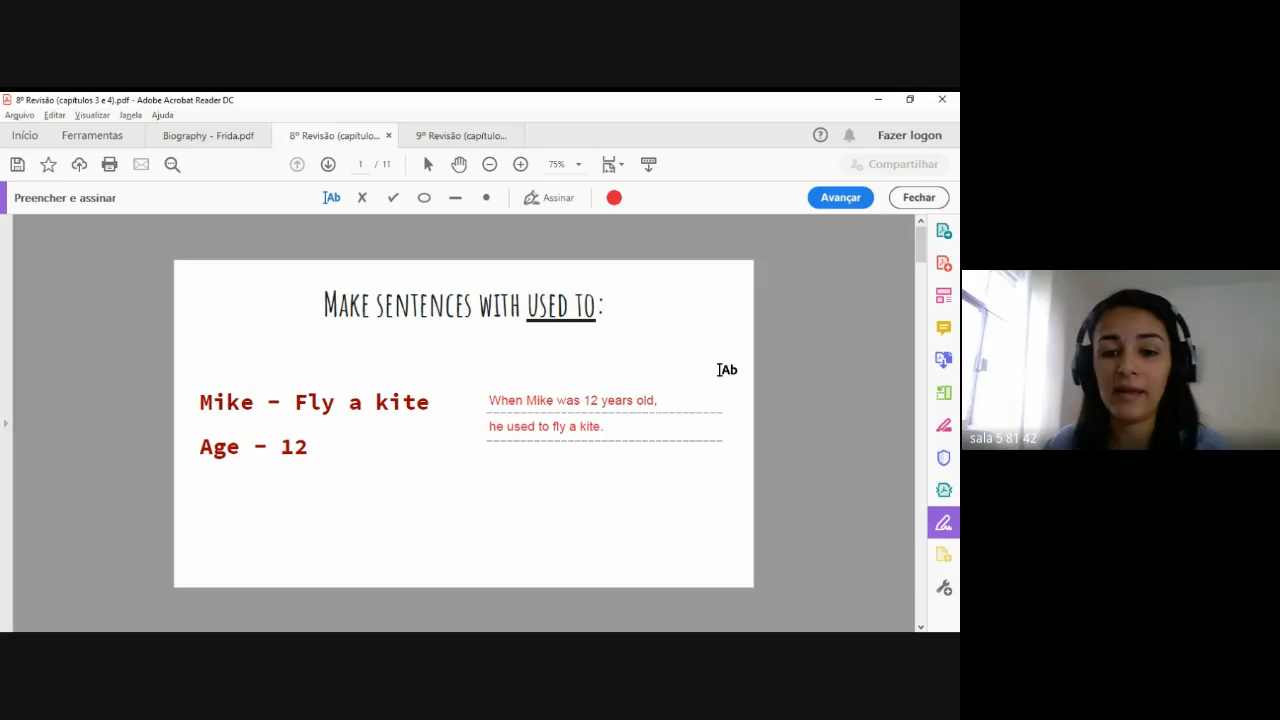 8º Revisão (capítulos 3 e 4).pdf - Adobe Acrobat Reader DC
Arquivo Editar Visualizar Janela Ajuda
Início Ferramentas Biography - Frida.pdf 8º Revisão (capítulo... × 9º Revisão (capítulo... Fazer logon
1 / 11 75% Compartilhar
Preencher e assinar IAb Assinar Avançar Fechar
MAKE SENTENCES WITH USED TO:
IAb
Mike - Fly a kite
Age - 12
When Mike was 12 years old,
he used to fly a kite.
sala 5 81 42